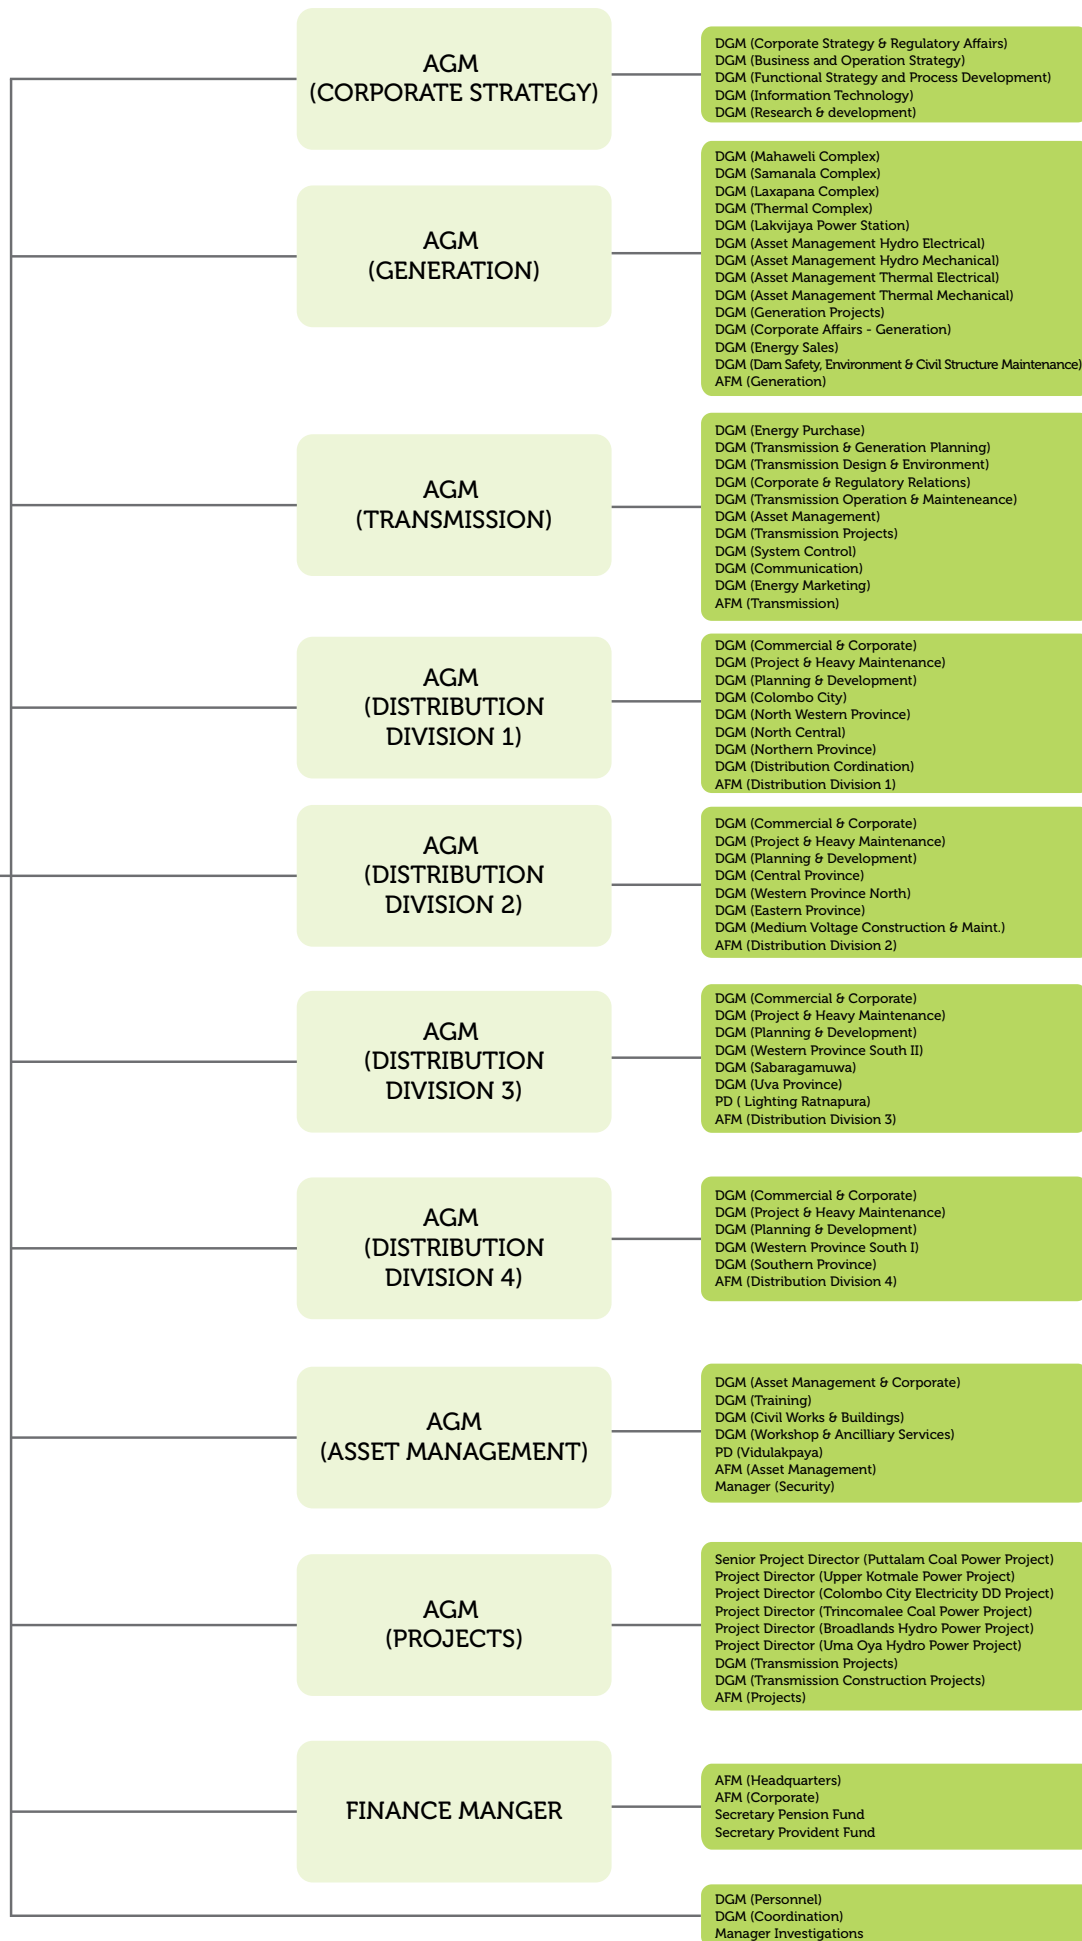 AGM
(CORPORATE STRATEGY)
DGM (Corporate Strategy & Regulatory Affairs)
DGM (Business and Operation Strategy)
DGM (Functional Strategy and Process Development)
DGM (Information Technology)
DGM (Research & development)
AGM
(GENERATION)
DGM (Mahaweli Complex)
DGM (Samanala Complex)
DGM (Laxapana Complex)
DGM (Thermal Complex)
DGM (Lakvijaya Power Station)
DGM (Asset Management Hydro Electrical)
DGM (Asset Management Hydro Mechanical)
DGM (Asset Management Thermal Electrical)
DGM (Asset Management Thermal Mechanical)
DGM (Generation Projects)
DGM (Corporate Affairs - Generation)
DGM (Energy Sales)
DGM (Dam Safety, Environment & Civil Structure Maintenance)
AFM (Generation)
AGM
(TRANSMISSION)
DGM (Energy Purchase)
DGM (Transmission & Generation Planning)
DGM (Transmission Design & Environment)
DGM (Corporate & Regulatory Relations)
DGM (Transmission Operation & Mainteneance)
DGM (Asset Management)
DGM (Transmission Projects)
DGM (System Control)
DGM (Communication)
DGM (Energy Marketing)
AFM (Transmission)
AGM
(DISTRIBUTION
DIVISION 1)
DGM (Commercial & Corporate)
DGM (Project & Heavy Maintenance)
DGM (Planning & Development)
DGM (Colombo City)
DGM (North Western Province)
DGM (North Central)
DGM (Northern Province)
DGM (Distribution Cordination)
AFM (Distribution Division 1)
AGM
(DISTRIBUTION
DIVISION 2)
DGM (Commercial & Corporate)
DGM (Project & Heavy Maintenance)
DGM (Planning & Development)
DGM (Central Province)
DGM (Western Province North)
DGM (Eastern Province)
DGM (Medium Voltage Construction & Maint.)
AFM (Distribution Division 2)
AGM
(DISTRIBUTION
DIVISION 3)
DGM (Commercial & Corporate)
DGM (Project & Heavy Maintenance)
DGM (Planning & Development)
DGM (Western Province South II)
DGM (Sabaragamuwa)
DGM (Uva Province)
PD ( Lighting Ratnapura)
AFM (Distribution Division 3)
AGM
(DISTRIBUTION
DIVISION 4)
DGM (Commercial & Corporate)
DGM (Project & Heavy Maintenance)
DGM (Planning & Development)
DGM (Western Province South I)
DGM (Southern Province)
AFM (Distribution Division 4)
AGM
(ASSET MANAGEMENT)
DGM (Asset Management & Corporate)
DGM (Training)
DGM (Civil Works & Buildings)
DGM (Workshop & Ancilliary Services)
PD (Vidulakpaya)
AFM (Asset Management)
Manager (Security)
AGM
(PROJECTS)
Senior Project Director (Puttalam Coal Power Project)
Project Director (Upper Kotmale Power Project)
Project Director (Colombo City Electricity DD Project)
Project Director (Trincomalee Coal Power Project)
Project Director (Broadlands Hydro Power Project)
Project Director (Uma Oya Hydro Power Project)
DGM (Transmission Projects)
DGM (Transmission Construction Projects)
AFM (Projects)
FINANCE MANGER
AFM (Headquarters)
AFM (Corporate)
Secretary Pension Fund
Secretary Provident Fund
DGM (Personnel)
DGM (Coordination)
Manager Investigations